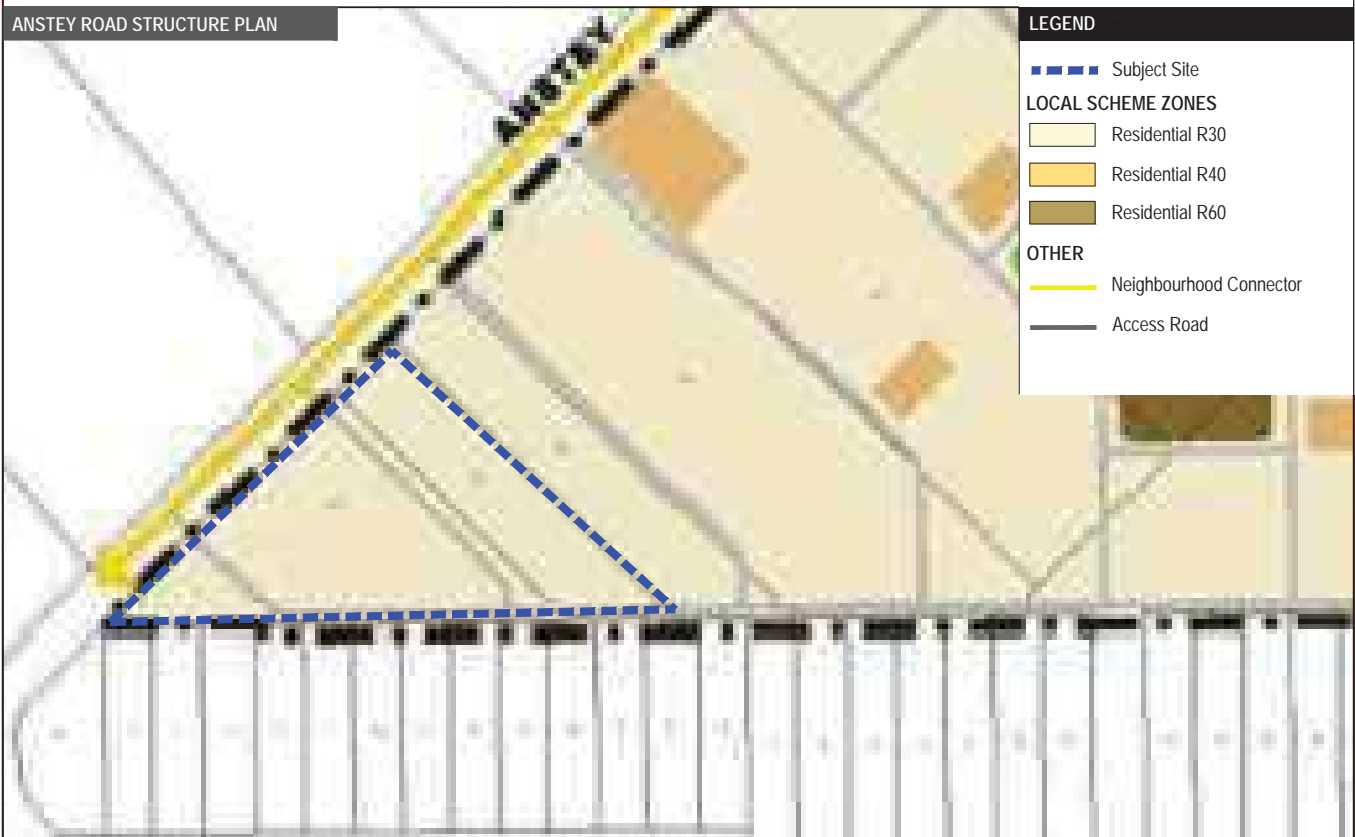 ANSTEY ROAD STRUCTURE PLAN
ANSTEY
LEGEND
Subject Site
LOCAL SCHEME ZONES
Residential R30
Residential R40
Residential R60
OTHER
Neighbourhood Connector
Access Road